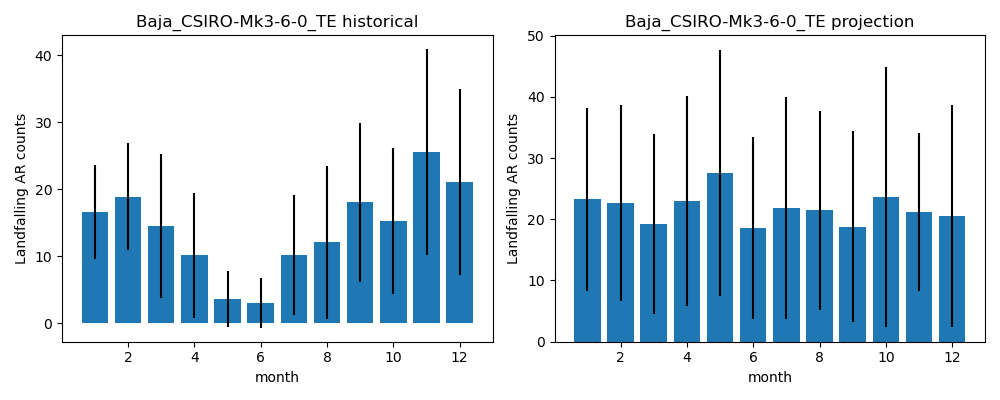 Baja_CSIRO-Mk3-6-0_TE historical
Landfalling AR counts
40
30
20
10
0
2 4 6 8 10 12
month
Baja_CSIRO-Mk3-6-0_TE projection
Landfalling AR counts
50
40
30
20
10
0
2 4 6 8 10 12
month